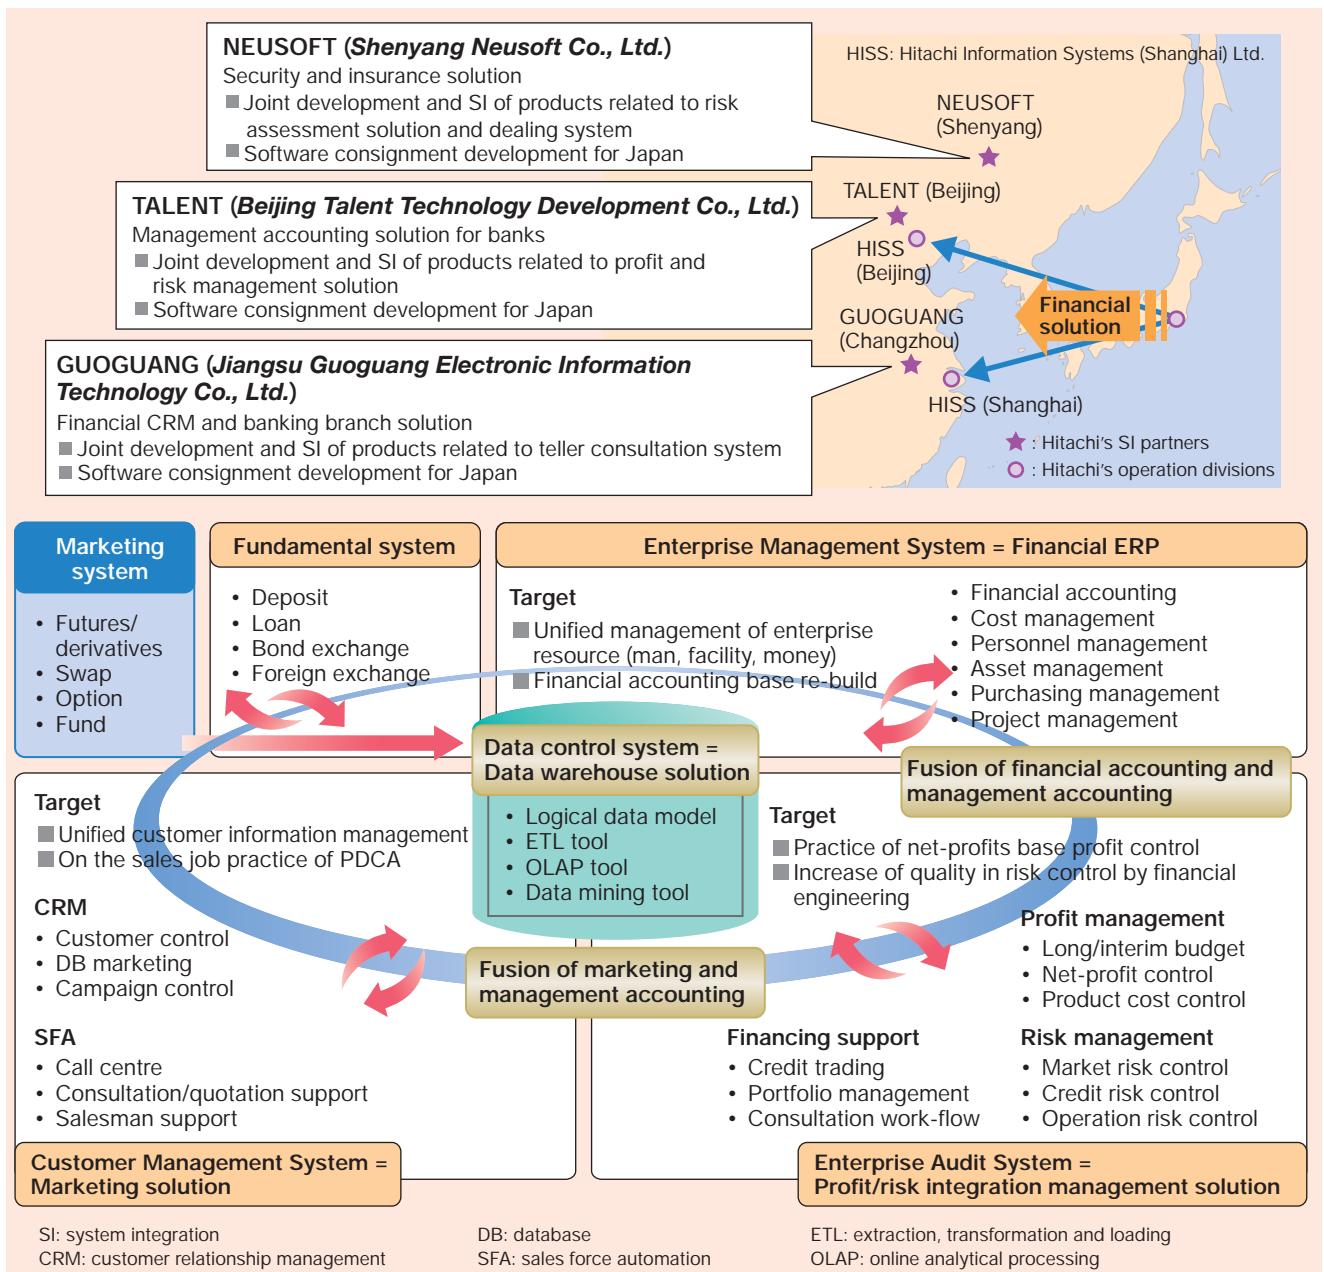 NEUSOFT (Shenyang Neusoft Co., Ltd.)
Security and insurance solution
Joint development and SI of products related to risk
assessment solution and dealing system
Software consignment development for Japan
TALENT (Beijing Talent Technology Development Co., Ltd.)
Management accounting solution for banks
Joint development and SI of products related to profit and
risk management solution
Software consignment development for Japan
GUOGUANG (Jiangsu Guoguang Electronic Information
Technology Co., Ltd.)
Financial CRM and banking branch solution
Joint development and SI of products related to teller consultation system
Software consignment development for Japan
HISS: Hitachi Information Systems (Shanghai) Ltd.
NEUSOFT
(Shenyang)
TALENT (Beijing)
HISS
(Beijing)
Financial
solution
GUOGUANG
(Changzhou)
HISS (Shanghai)
: Hitachi's SI partners
: Hitachi's operation divisions
Marketing
system
• Futures/
derivatives
• Swap
• Option
• Fund
Fundamental system
• Deposit
• Loan
• Bond exchange
• Foreign exchange
Enterprise Management System = Financial ERP
Target
Unified management of enterprise
resource (man, facility, money)
Financial accounting base re-build
• Financial accounting
• Cost management
• Personnel management
• Asset management
• Purchasing management
• Project management
Data control system =
Data warehouse solution
• Logical data model
• ETL tool
• OLAP tool
• Data mining tool
Fusion of financial accounting and
management accounting
Target
Unified customer information management
On the sales job practice of PDCA
CRM
• Customer control
• DB marketing
• Campaign control
SFA
• Call centre
• Consultation/quotation support
• Salesman support
Customer Management System =
Marketing solution
Fusion of marketing and
management accounting
Target
Practice of net-profits base profit control
Increase of quality in risk control by financial
engineering
Profit management
• Long/interim budget
• Net-profit control
• Product cost control
Financing support
• Credit trading
• Portfolio management
• Consultation work-flow
Risk management
• Market risk control
• Credit risk control
• Operation risk control
Enterprise Audit System =
Profit/risk integration management solution
SI: system integration
CRM: customer relationship management
DB: database
SFA: sales force automation
ETL: extraction, transformation and loading
OLAP: online analytical processing